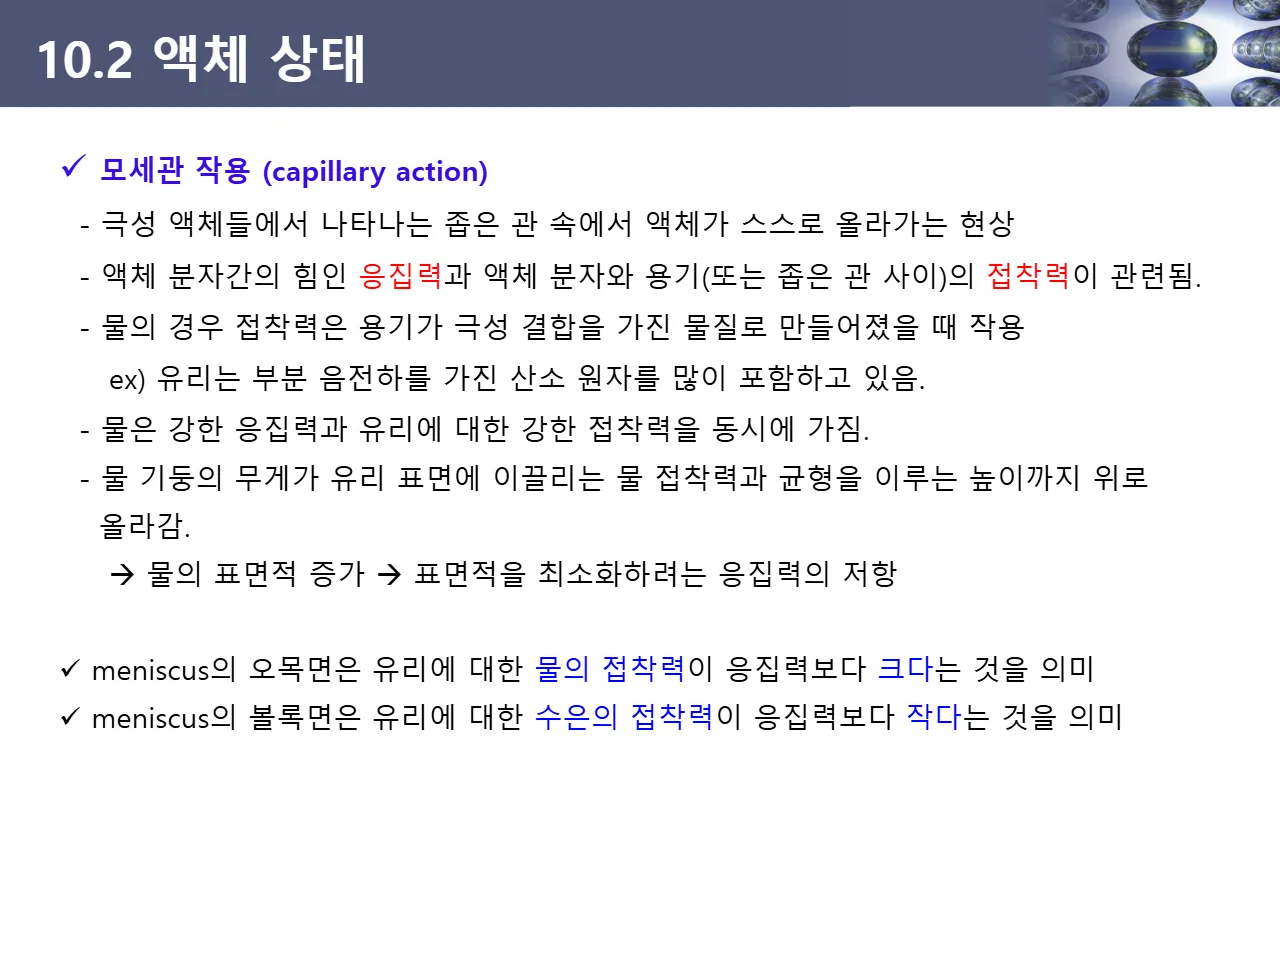 10.2 액체 상태
✓ 모세관 작용 (capillary action)
- 극성 액체들에서 나타나는 좁은 관 속에서 액체가 스스로 올라가는 현상
- 액체 분자간의 힘인 응집력과 액체 분자와 용기(또는 좁은 관 사이)의 접착력이 관련됨.
- 물의 경우 접착력은 용기가 극성 결합을 가진 물질로 만들어졌을 때 작용
ex) 유리는 부분 음전하를 가진 산소 원자를 많이 포함하고 있음.
- 물은 강한 응집력과 유리에 대한 강한 접착력을 동시에 가짐.
- 물 기둥의 무게가 유리 표면에 이끌리는 물 접착력과 균형을 이루는 높이까지 위로
올라감.
→ 물의 표면적 증가 → 표면적을 최소화하려는 응집력의 저항
✓ meniscus의 오목면은 유리에 대한 물의 접착력이 응집력보다 크다는 것을 의미
✓ meniscus의 볼록면은 유리에 대한 수은의 접착력이 응집력보다 작다는 것을 의미